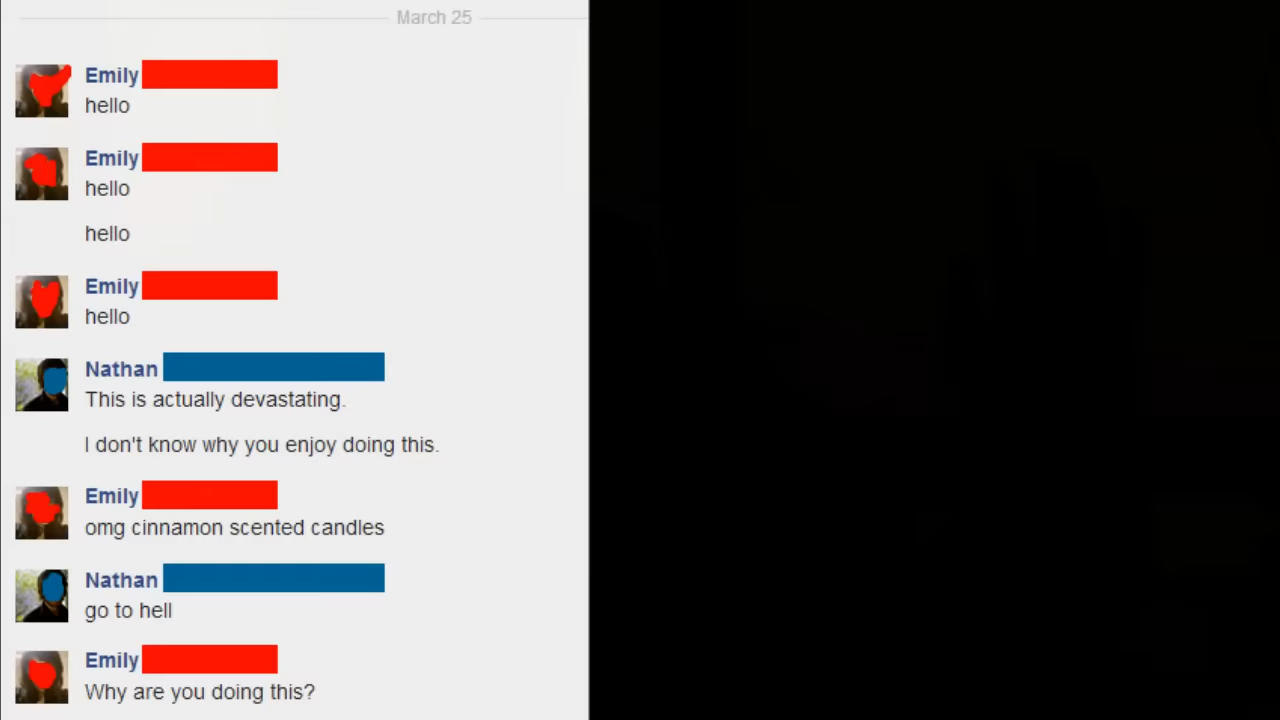 March 25
Emily
hello
Emily
hello
hello
Emily
hello
Nathan
This is actually devastating.
I don't know why you enjoy doing this.
Emily
omg cinnamon scented candles
Nathan
go to hell
Emily
Why are you doing this?